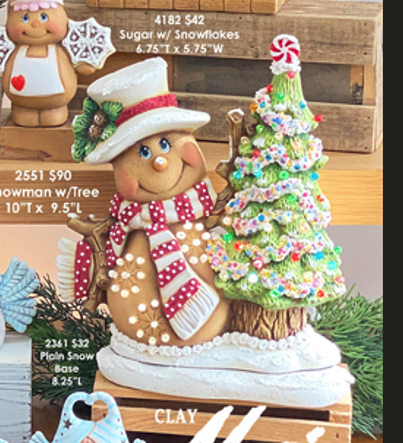 4182 $42
Sugar w/ Snowflakes
6.75"T x 5.75"W
2551 $90
nowman w/Tree
10"T x 9.5"L
2361 $32
Plain Snow
Base
8.25"L
CLAY